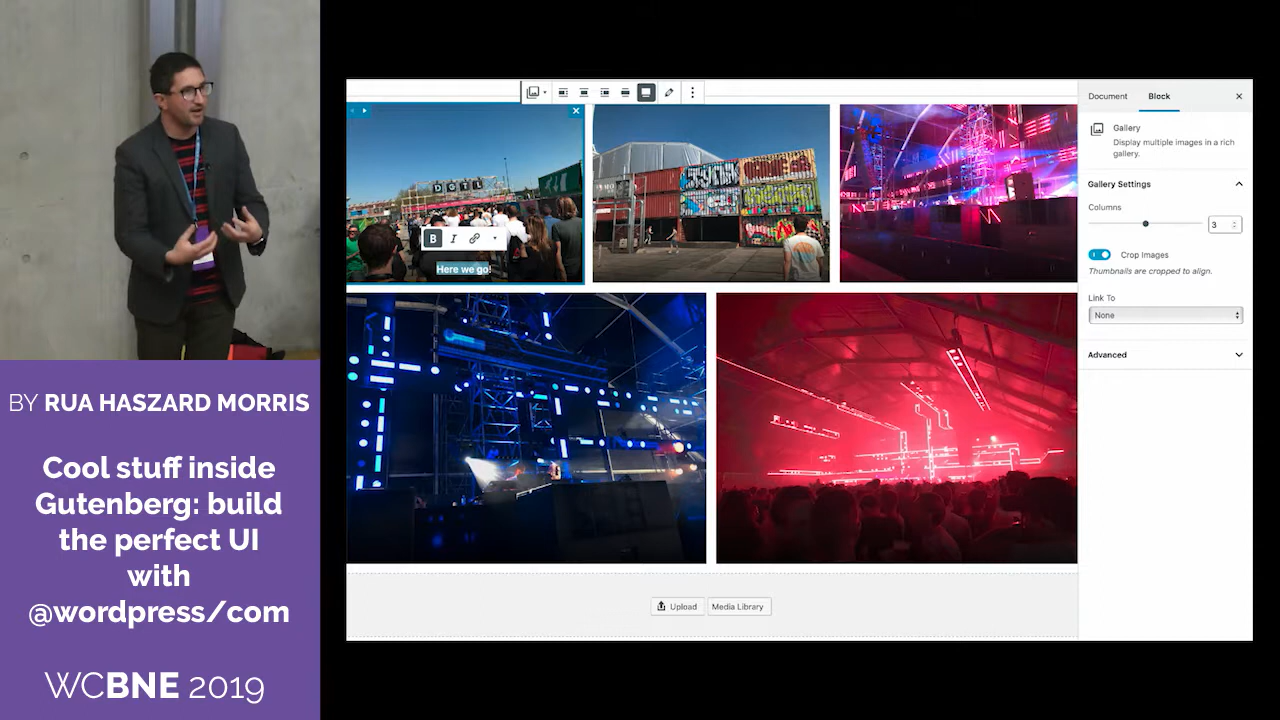 BY RUA HASZARD MORRIS
Cool stuff inside
Gutenberg: build
the perfect UI
with
@wordpress/com
WCBNE 2019
DGTL
B I
Here we go!
Upload
Media Library
Document
Block
Gallery
Display multiple images in a rich
gallery.
Gallery Settings
Columns
3
Crop Images
Thumbnails are cropped to align.
Link To
None
Advanced